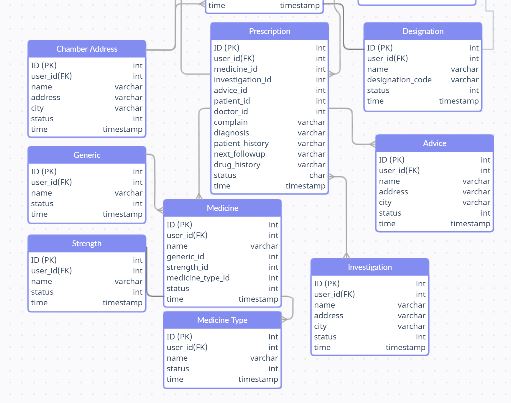 time timestamp
Prescription
ID (PK) int
user_id(FK) int
medicine_id int
investigation_id int
advice_id int
patient_id int
doctor_id int
complain varchar
diagnosis varchar
patient_history varchar
next_followup varchar
drug_history varchar
status char
time timestamp
Designation
ID (PK) int
user_id(FK) int
name varchar
designation_code varchar
status int
time timestamp
Chamber Address
ID (PK) int
user_id(FK) int
name varchar
address varchar
city varchar
status int
time timestamp
Advice
ID (PK) int
user_id(FK) int
name varchar
address varchar
city varchar
status int
time timestamp
Generic
ID (PK) int
user_id(FK) int
name varchar
status int
time timestamp
Medicine
ID (PK) int
user_id(FK) int
name varchar
generic_id int
strength_id int
medicine_type_id int
status int
time timestamp
Strength
ID (PK) int
user_id(FK) int
name varchar
status int
time timestamp
Investigation
ID (PK) int
user_id(FK) int
name varchar
address varchar
city varchar
status int
time timestamp
Medicine Type
ID (PK) int
user_id(FK) int
name varchar
status int
time timestamp